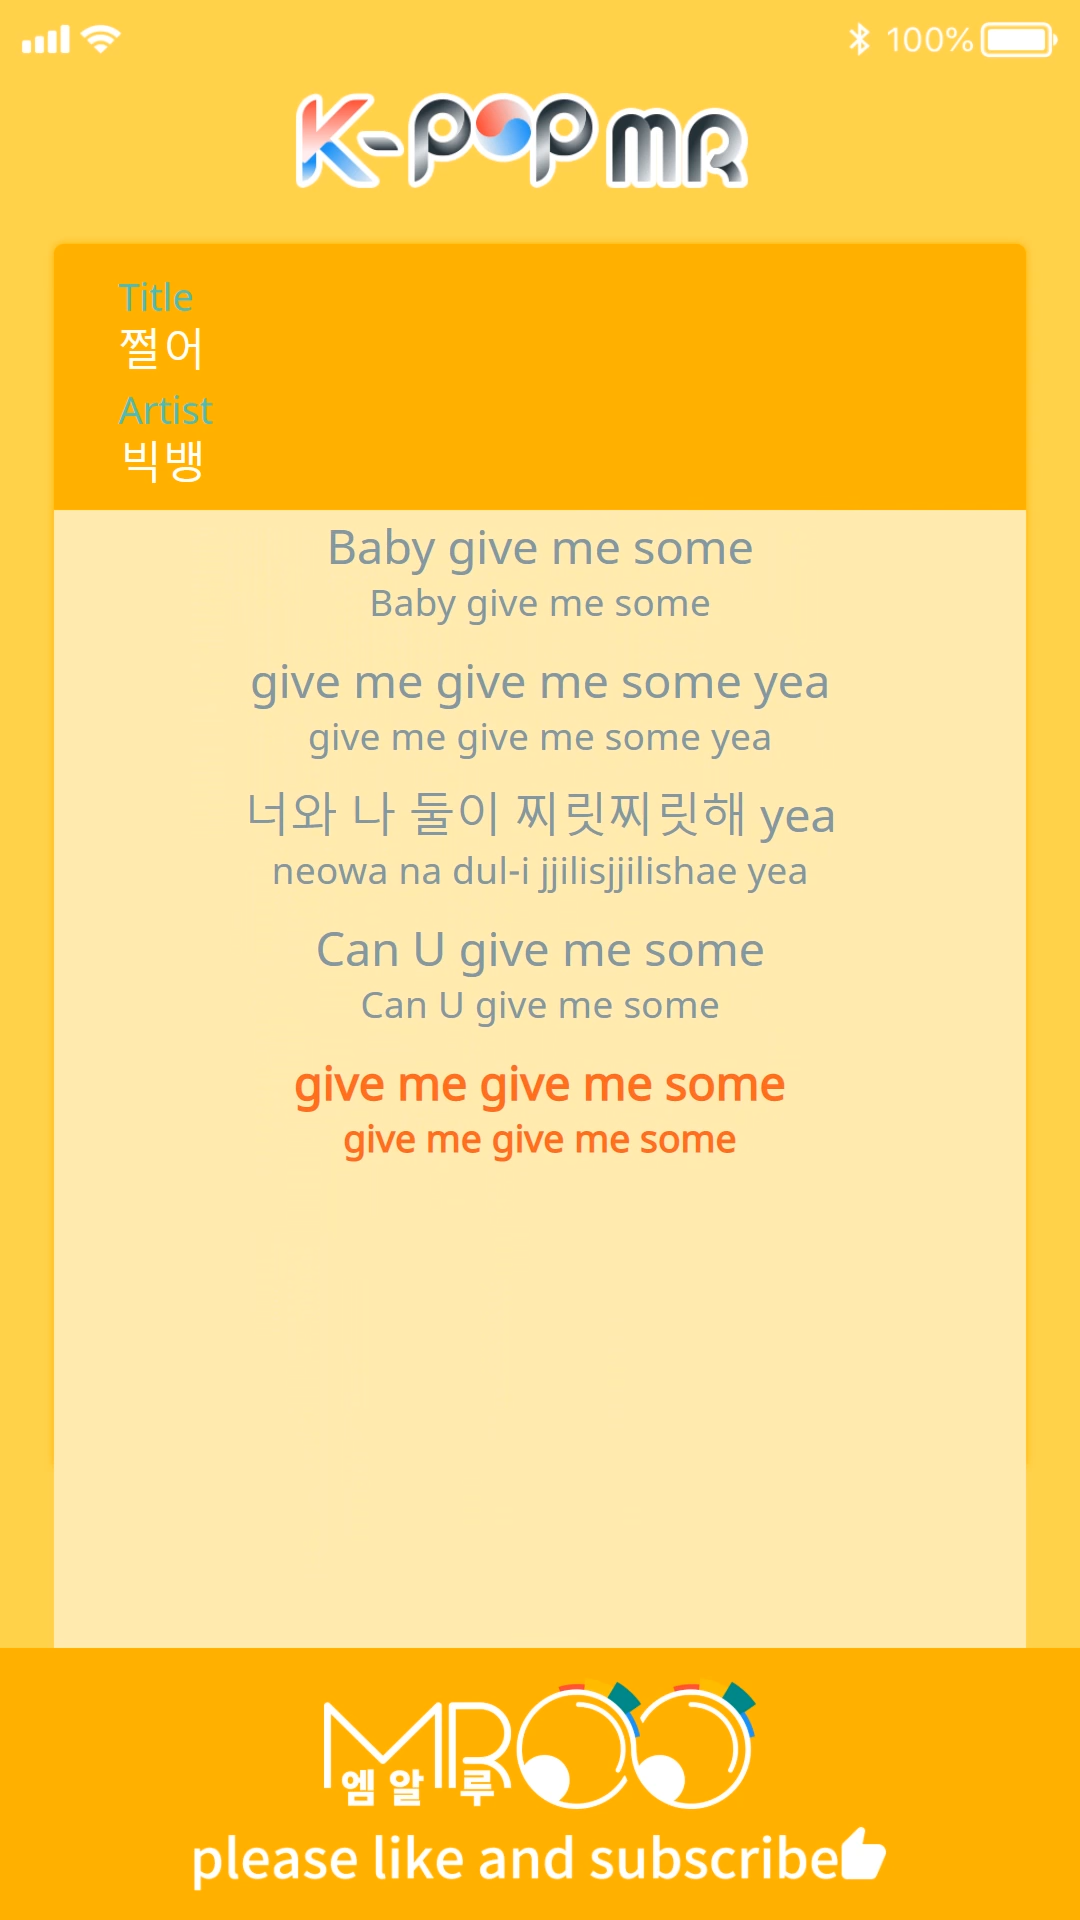 100%
K-POP MR
Title
쩔어
Artist
빅뱅
Baby give me some
Baby give me some
give me give me some yea
give me give me some yea
너와 나 둘이 찌릿찌릿해 yea
neowa na dul-i jjilisjjilishae yea
Can U give me some
Can U give me some
give me give me some
give me give me some
MROO
엠알루
please like and subscribe